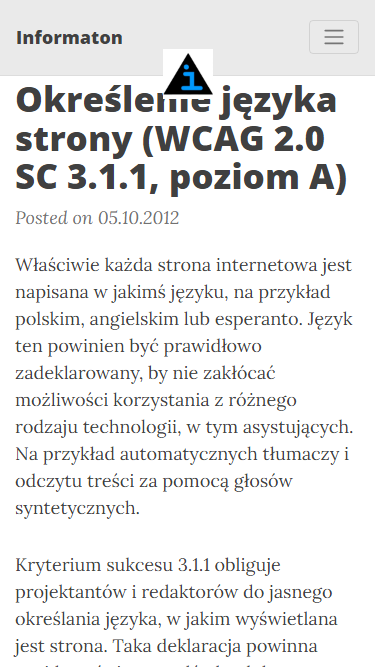 Informaton
Określenie języka
strony (WCAG 2.0
SC 3.1.1, poziom A)
Posted on 05.10.2012
Właściwie każda strona internetowa jest
napisana w jakimś języku, na przykład
polskim, angielskim lub esperanto. Język
ten powinien być prawidłowo
zadeklarowany, by nie zakłócać
możliwości korzystania z różnego
rodzaju technologii, w tym asystujących.
Na przykład automatycznych tłumaczy i
odczytu treści za pomocą głosów
syntetycznych.
Kryterium sukcesu 3.1.1 obliguje
projektantów i redaktorów do jasnego
określania języka, w jakim wyświetlana
jest strona. Taka deklaracja powinna